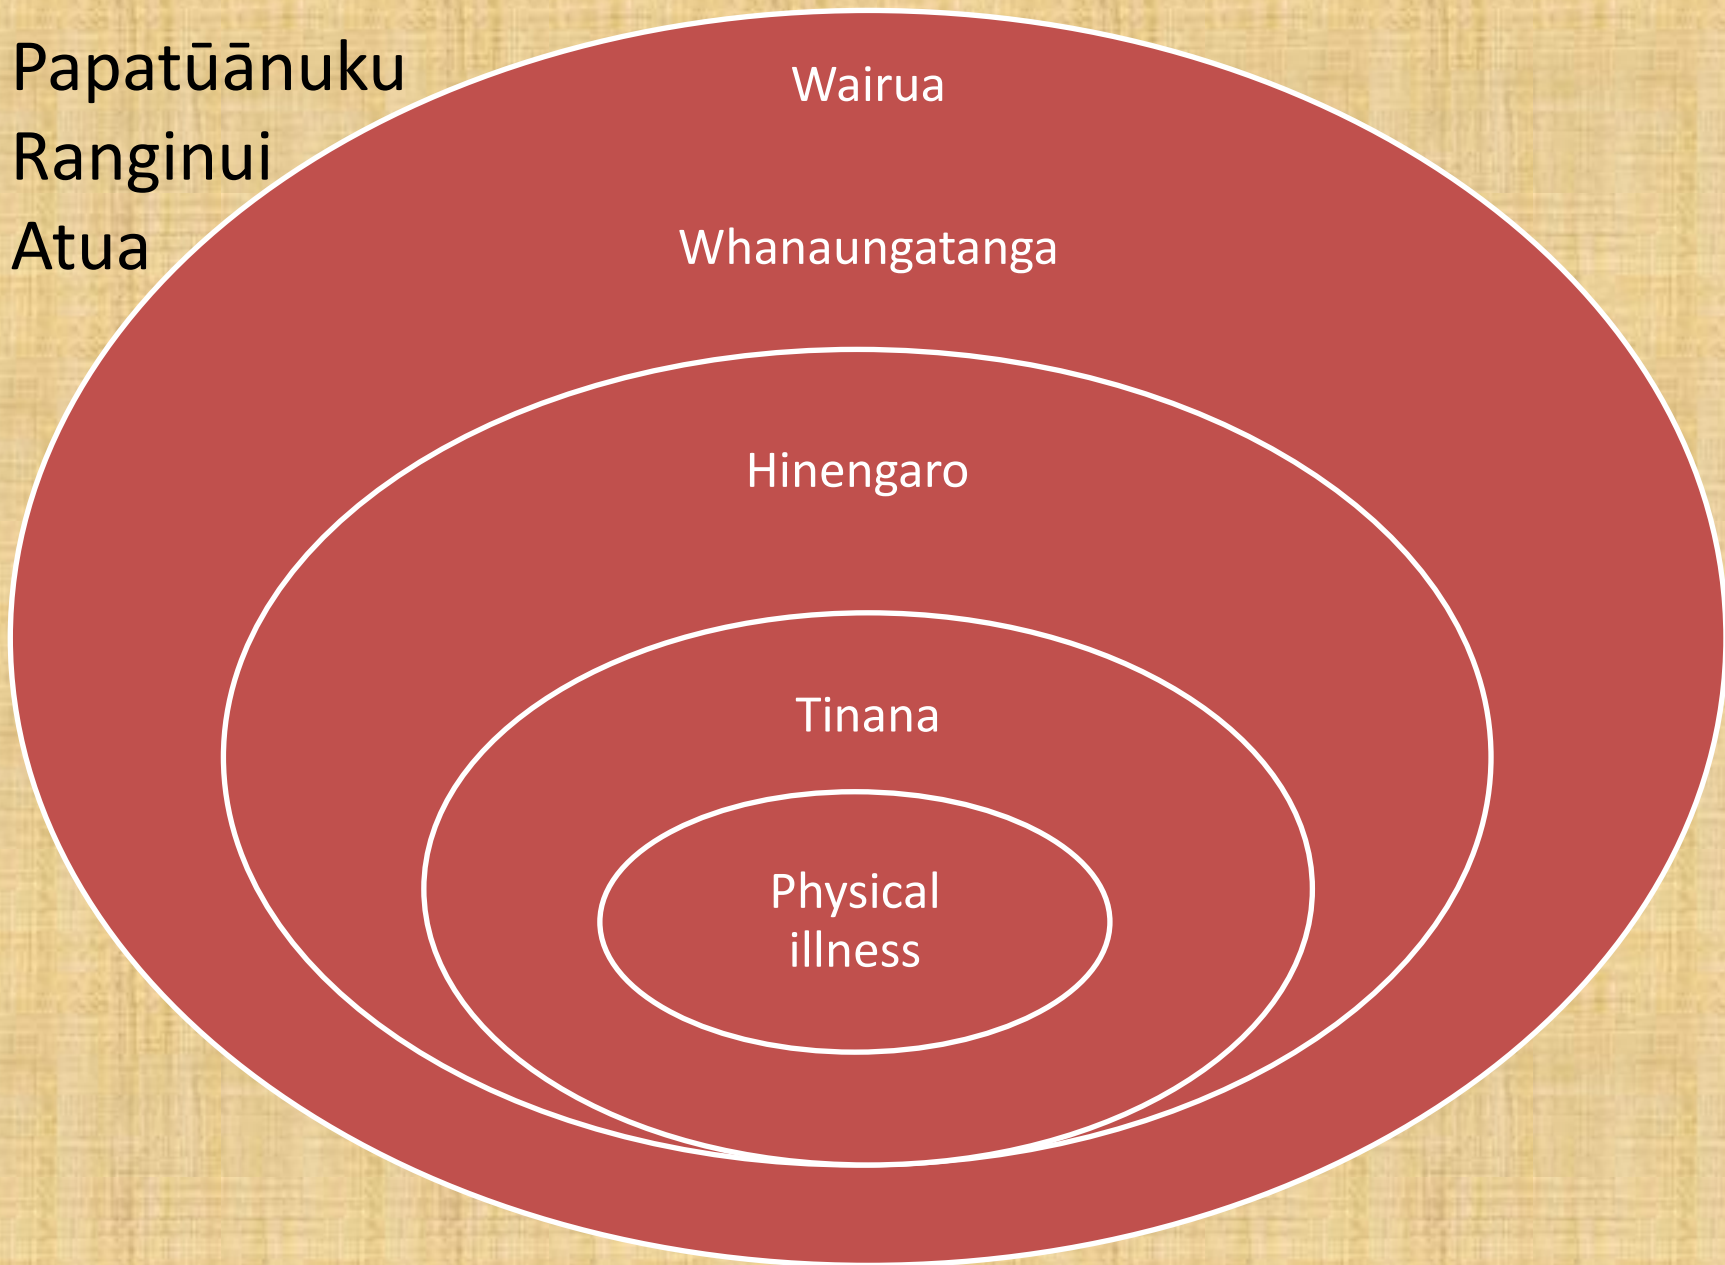 Papatūānuku
Ranginui
Atua
Wairua
Whanaungatanga
Hinengaro
Tinana
Physical
illness